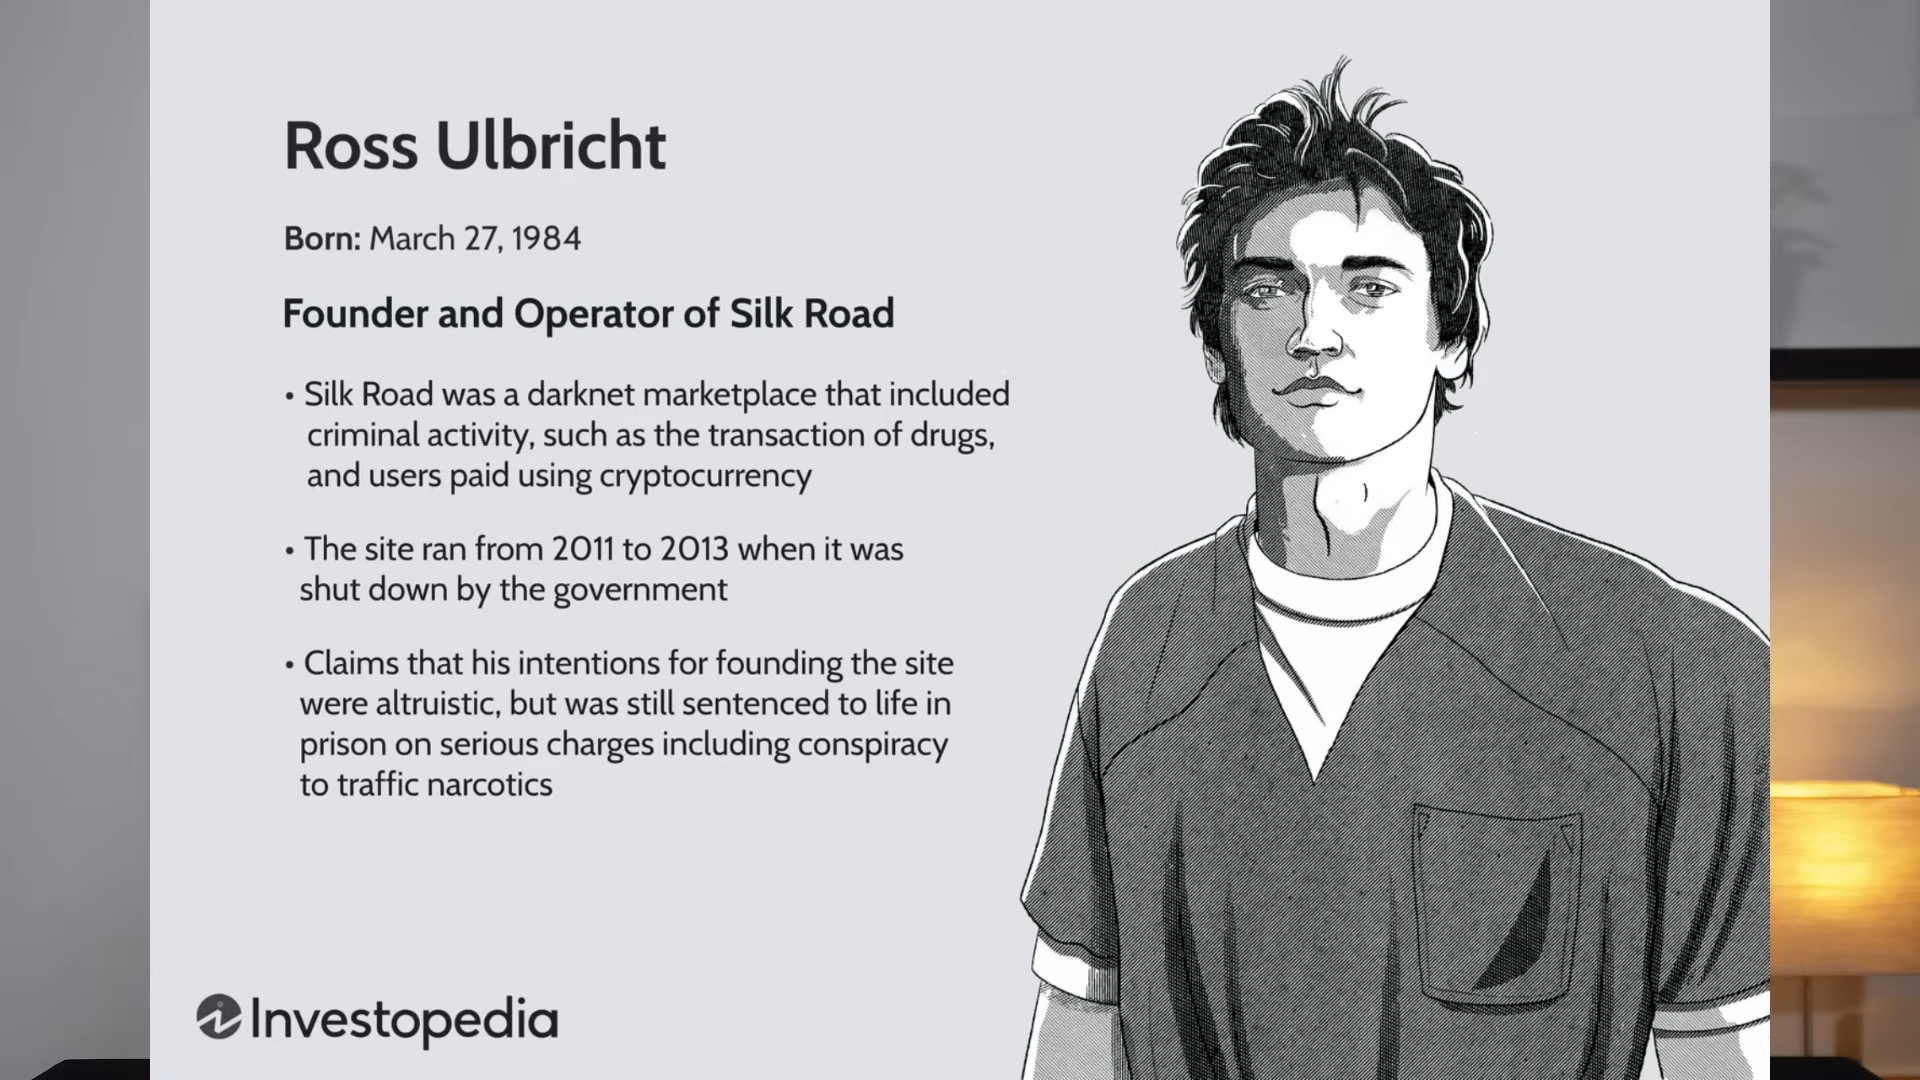 Ross Ulbricht
Born: March 27, 1984
Founder and Operator of Silk Road
• Silk Road was a darknet marketplace that included
criminal activity, such as the transaction of drugs,
and users paid using cryptocurrency
• The site ran from 2011 to 2013 when it was
shut down by the government
• Claims that his intentions for founding the site
were altruistic, but was still sentenced to life in
prison on serious charges including conspiracy
to traffic narcotics
Investopedia